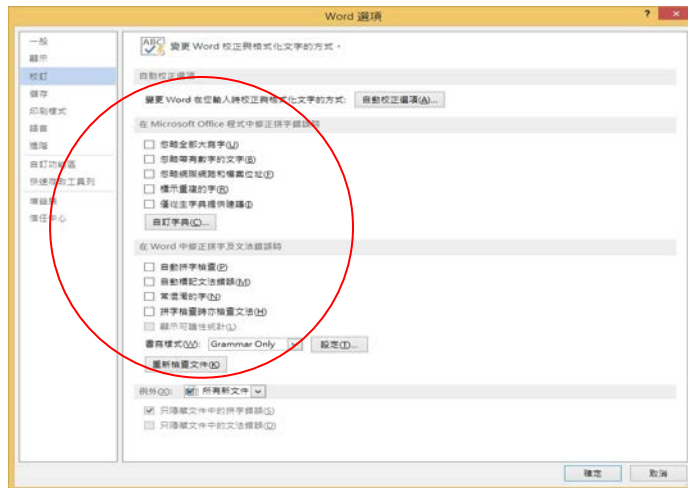 Word 選項
一般
顯示
校訂
儲存
印刷樣式
語言
進階
自訂功能區
快速存取工具列
增益集
信任中心
ABC 變更 Word 校正與格式化文字的方式。
自動校正選項
變更 Word 在您輸入時校正與格式化文字的方式: 自動校正選項(A)...
在 Microsoft Office 程式中修正拼字錯誤時
忽略全部大寫字(U)
忽略帶有數字的文字(B)
忽略網際網路和檔案位址(F)
標示重複的字(R)
僅從主字典提供建議(I)
自訂字典(C)...
在 Word 中修正拼字及文法錯誤時
自動拼字檢查(P)
自動標記文法錯誤(M)
常混淆的字(N)
拼字檢查時亦檢查文法(H)
顯示可讀性統計(L)
書寫樣式(W): Grammar Only 設定(T)...
重新檢查文件(K)
例外(X): 所有新文件
只隱藏文件中的拼字錯誤(S)
只隱藏文件中的文法錯誤(D)
確定 取消